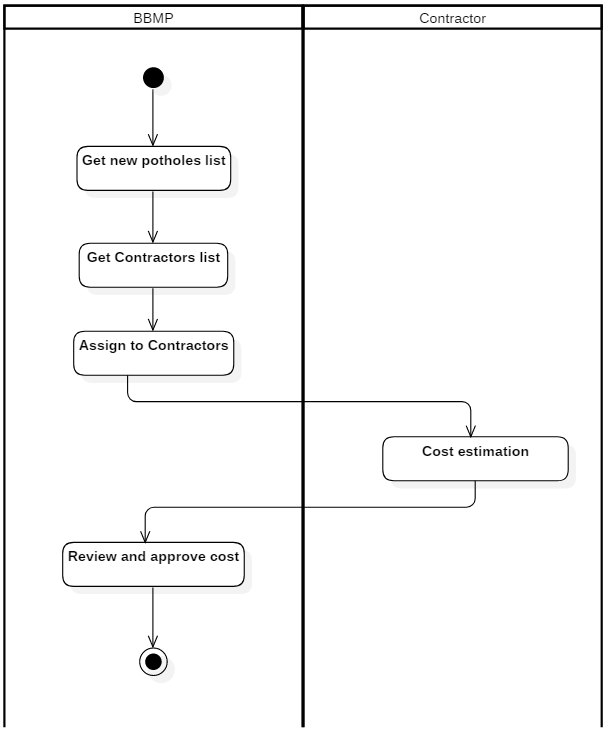 BBMP
Contractor
Get new potholes list
Get Contractors list
Assign to Contractors
Cost estimation
Review and approve cost